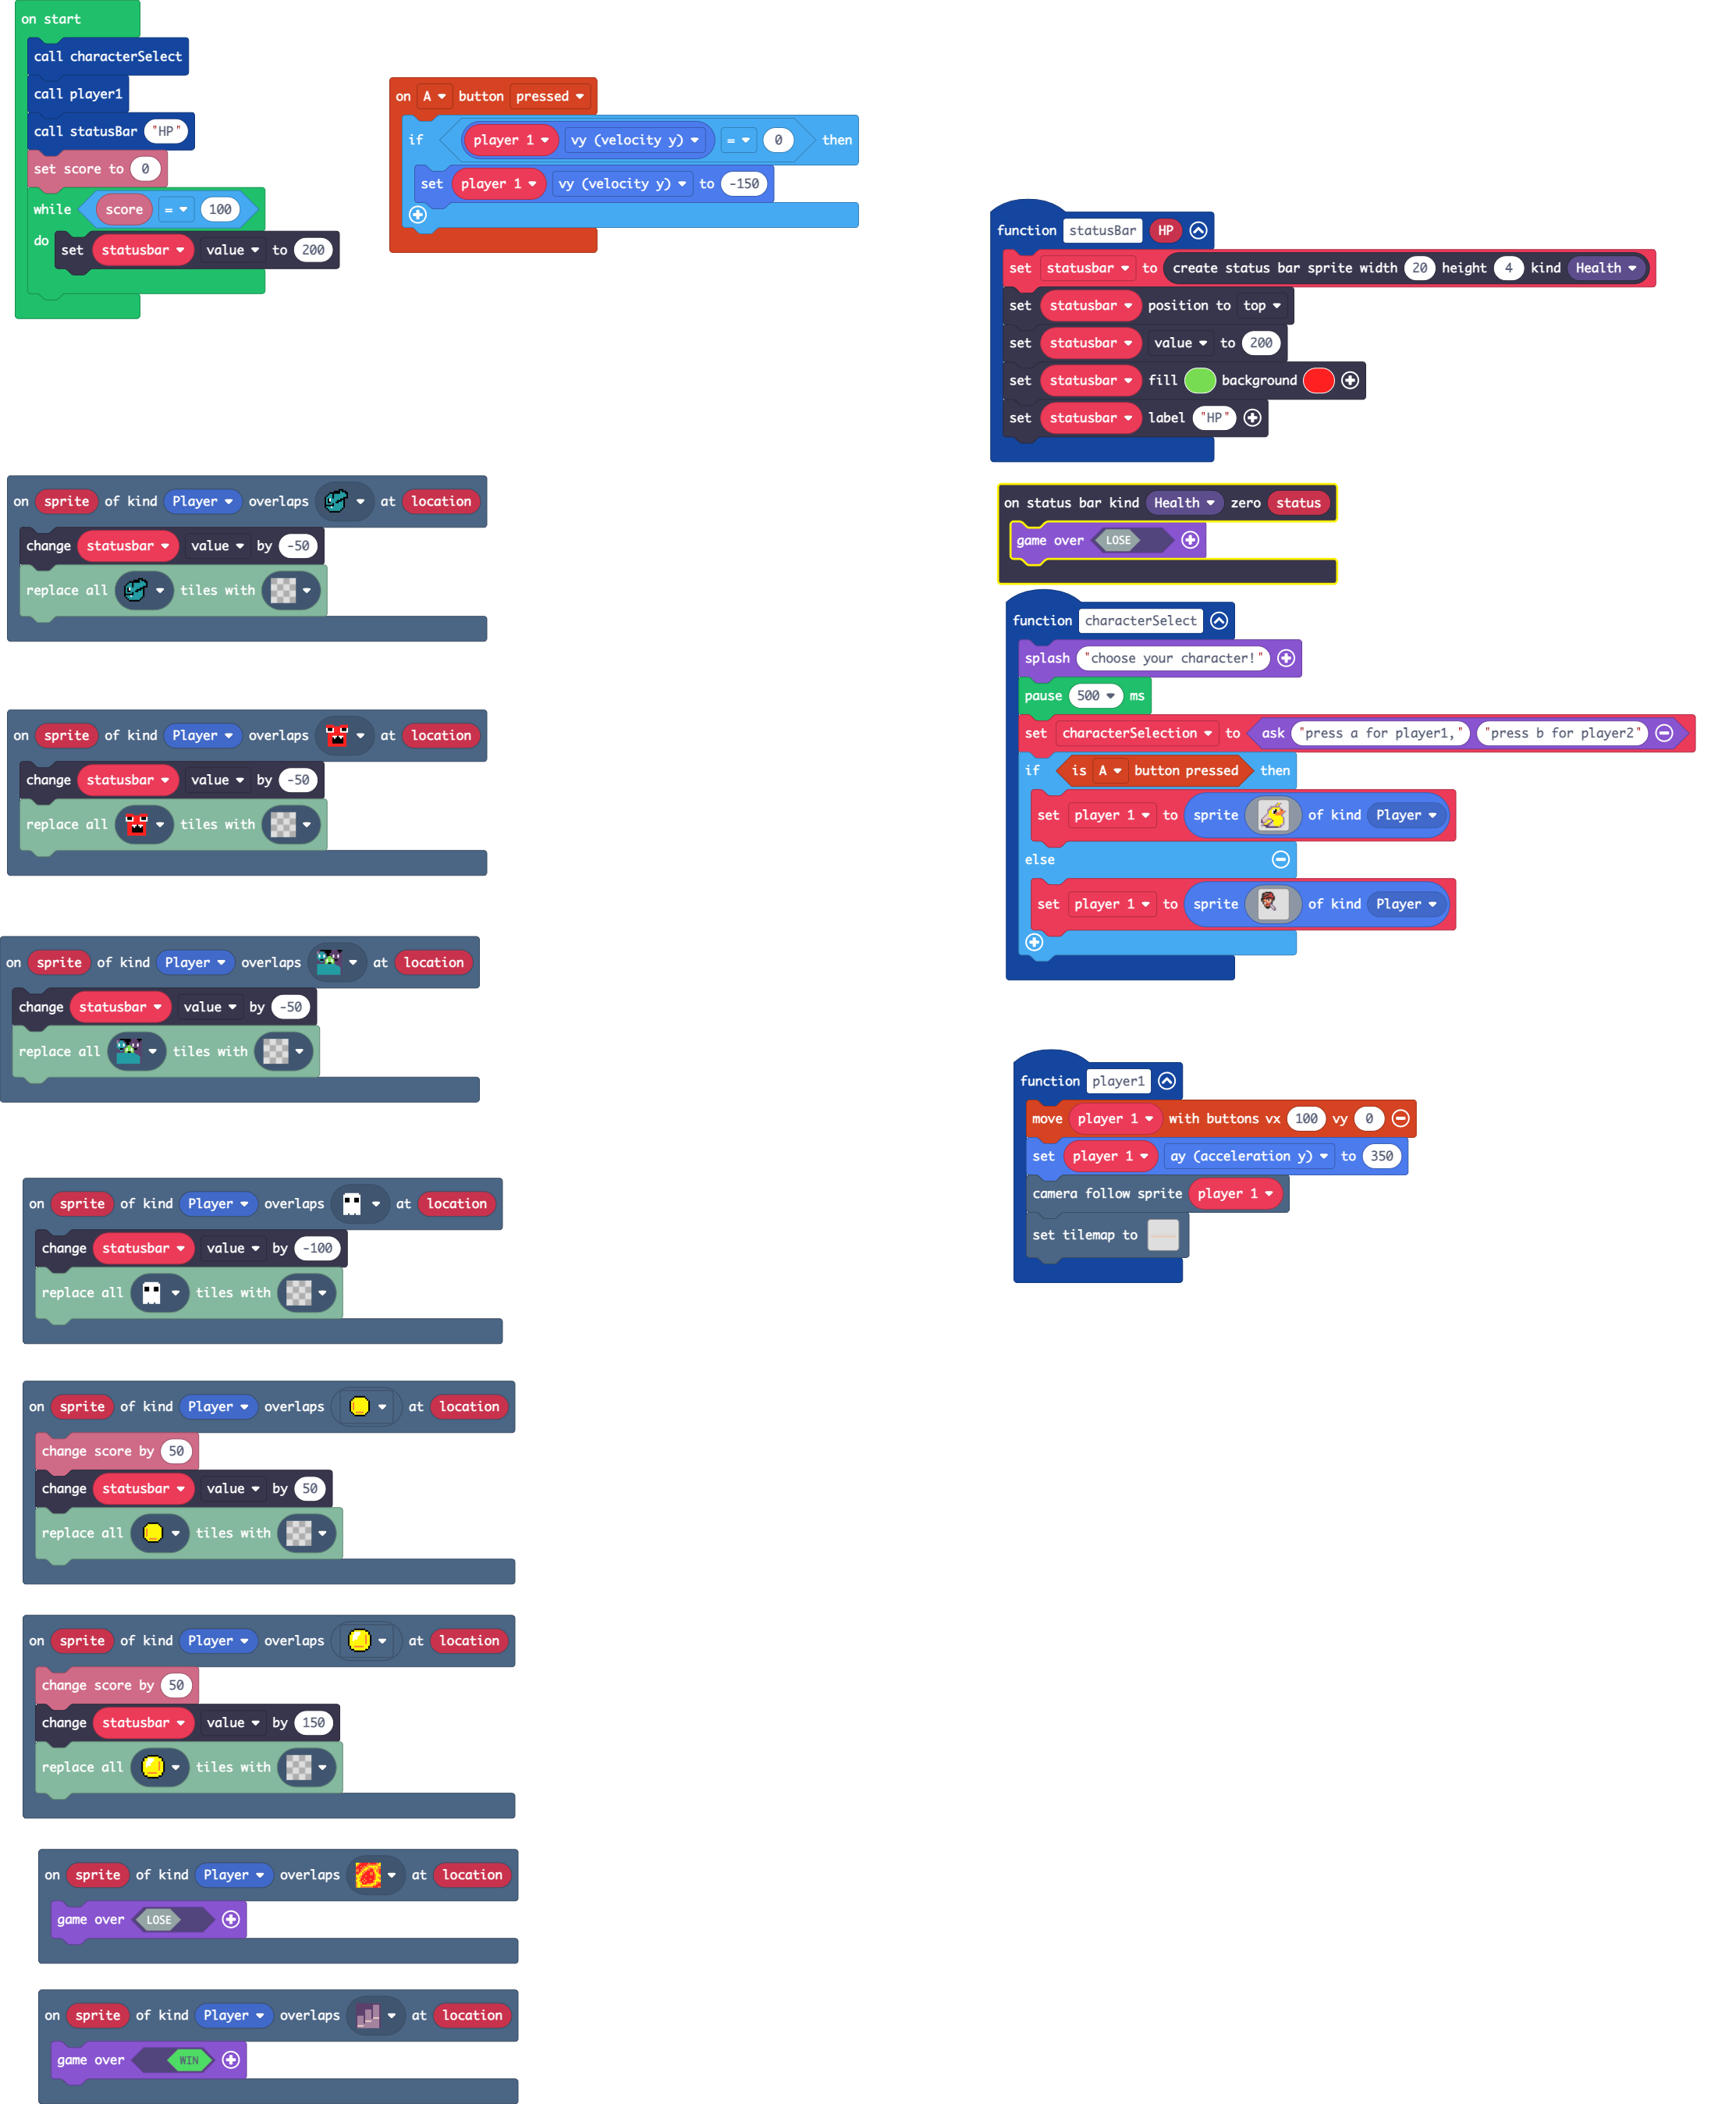 on start
call characterSelect
call player1
call statusBar "HP"
set score to 0
while score = 100
do set statusbar value to 200
on A button pressed
if player 1 vy (velocity y) = 0 then
set player 1 vy (velocity y) to -150
function statusBar HP
set statusbar to create status bar sprite width 20 height 4 kind Health
set statusbar position to top
set statusbar value to 200
set statusbar fill background
set statusbar label "HP"
on status bar kind Health zero status
game over LOSE
function characterSelect
splash "choose your character!"
pause 500 ms
set characterSelection to ask "press a for player1," "press b for player2"
if is A button pressed then
set player 1 to sprite of kind Player
else
set player 1 to sprite of kind Player
function player1
move player 1 with buttons vx 100 vy 0
set player 1 ay (acceleration y) to 350
camera follow sprite player 1
set tilemap to
on sprite of kind Player overlaps at location
change statusbar value by -50
replace all tiles with
on sprite of kind Player overlaps at location
change statusbar value by -50
replace all tiles with
on sprite of kind Player overlaps at location
change statusbar value by -50
replace all tiles with
on sprite of kind Player overlaps at location
change statusbar value by -100
replace all tiles with
on sprite of kind Player overlaps at location
change score by 50
change statusbar value by 50
replace all tiles with
on sprite of kind Player overlaps at location
change score by 50
change statusbar value by 150
replace all tiles with
on sprite of kind Player overlaps at location
game over LOSE
on sprite of kind Player overlaps at location
game over WIN